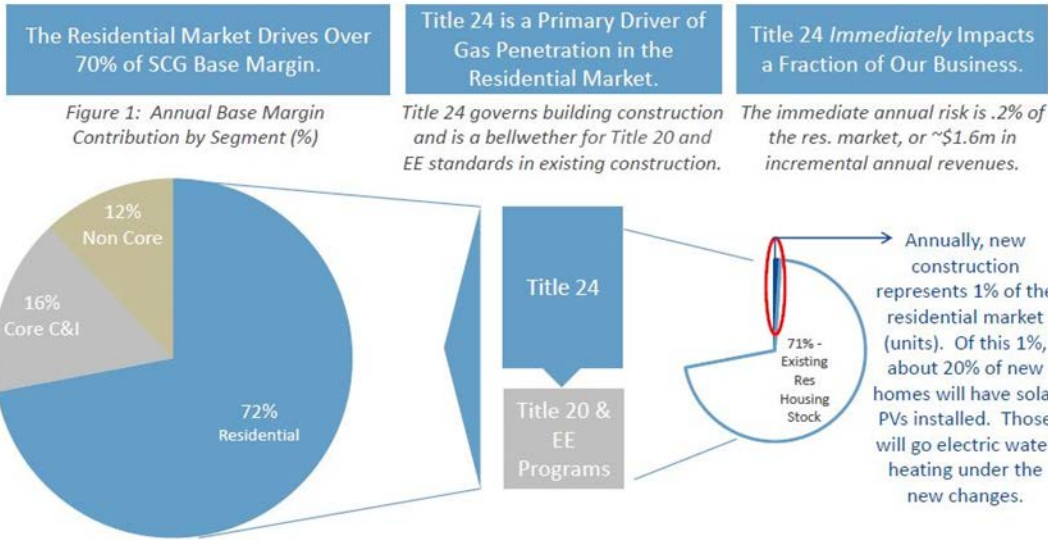 The Residential Market Drives Over
70% of SCG Base Margin.
Figure 1: Annual Base Margin
Contribution by Segment (%)
12%
Non Core
16%
Core C&I
72%
Residential
Title 24 is a Primary Driver of
Gas Penetration in the
Residential Market.
Title 24 governs building construction
and is a bellwether for Title 20 and
EE standards in existing construction.
Title 24
Title 20 &
EE
Programs
Title 24 Immediately Impacts
a Fraction of Our Business.
The immediate annual risk is .2% of
the res. market, or ~$1.6m in
incremental annual revenues.
71% -
Existing
Res
Housing
Stock
Annually, new
construction
represents 1% of the
residential market
(units). Of this 1%,
about 20% of new
homes will have sola
PVs installed. Those
will go electric wate
heating under the
new changes.